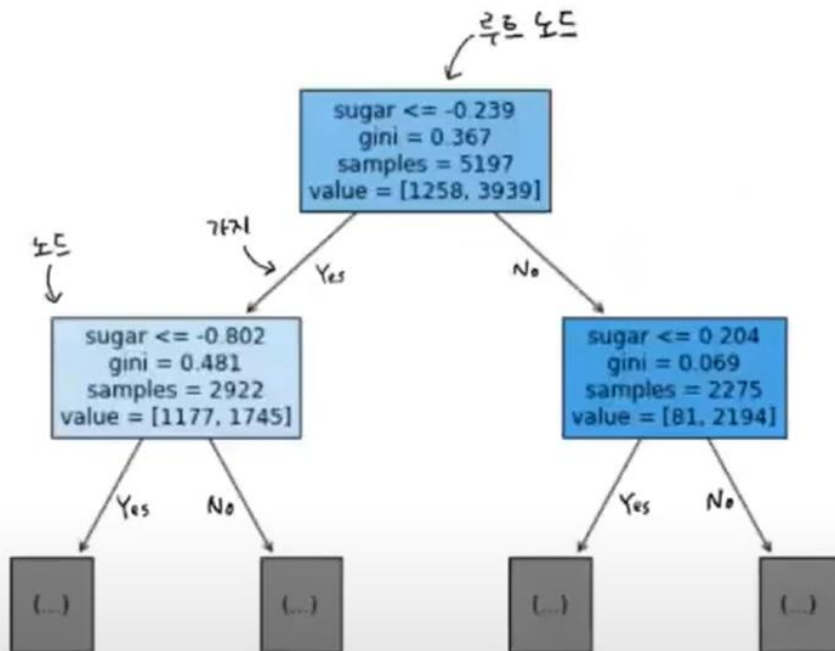 루트 노드
sugar <= -0.239
gini = 0.367
samples = 5197
value = [1258, 3939]
가지
노드
Yes
No
sugar <= -0.802
gini = 0.481
samples = 2922
value = [1177, 1745]
sugar <= 0.204
gini = 0.069
samples = 2275
value = [81, 2194]
Yes
No
Yes
No
(...)
(...)
(...)
(...)